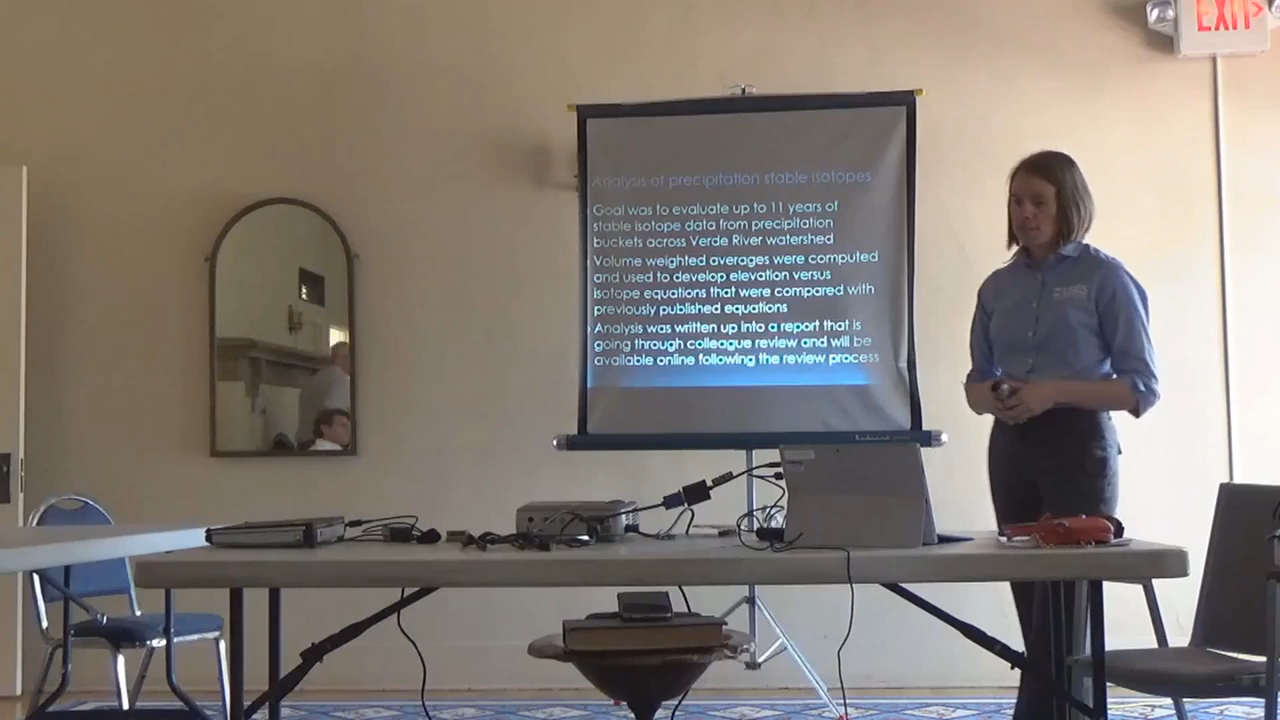 EXIT
Analysis of precipitation stable isotopes
Goal was to evaluate up to 11 years of
stable isotope data from precipitation
buckets across Verde River watershed
Volume weighted averages were computed
and used to develop elevation versus
isotope equations that were compared with
previously published equations
Analysis was written up into a report that is
going through colleague review and will be
available online following the review process
USGS